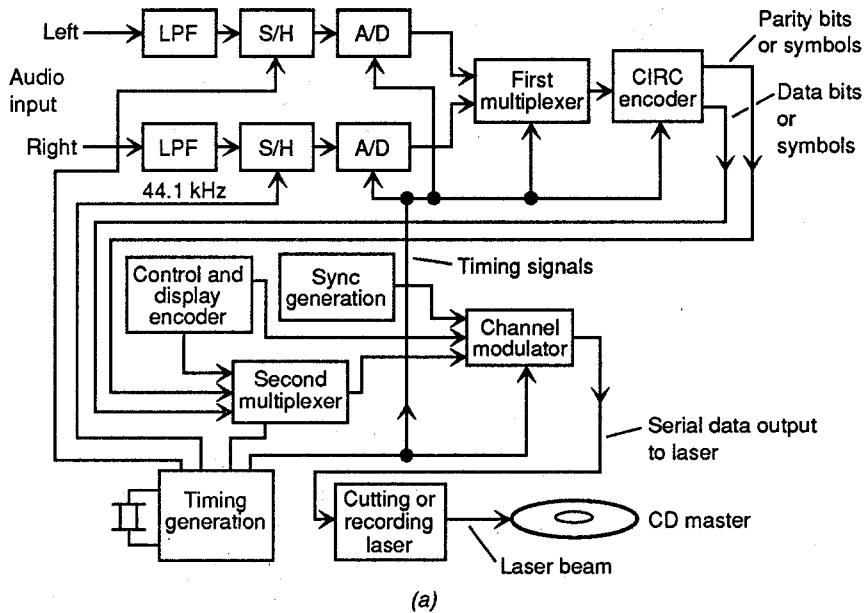 Left
LPF
S/H
A/D
Parity bits
or symbols
Audio
input
First
multiplexer
CIRC
encoder
Data bits
or
symbols
Right
LPF
S/H
A/D
44.1 kHz
Timing signals
Control and
display
encoder
Sync
generation
Channel
modulator
Second
multiplexer
Serial data output
to laser
Timing
generation
Cutting or
recording
laser
CD master
Laser beam
(a)